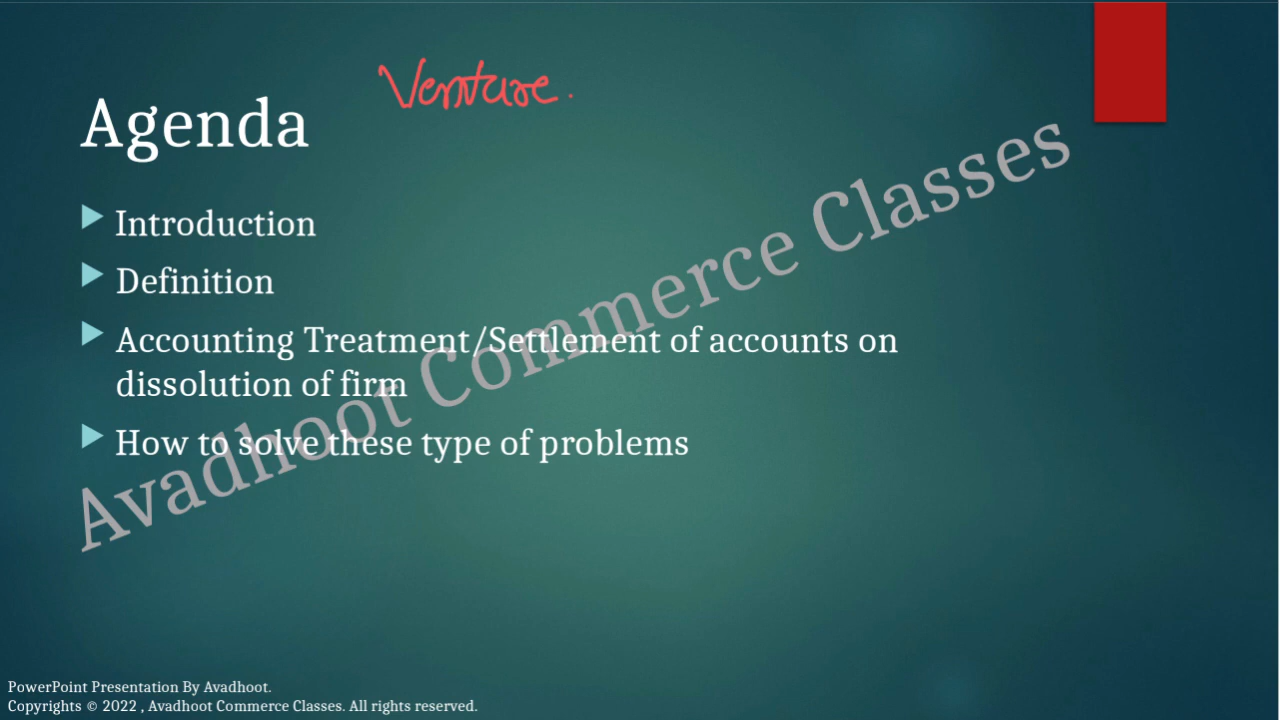 Venture.
Agenda
Introduction
Definition
Accounting Treatment/Settlement of accounts on
dissolution of firm
How to solve these type of problems
Avadhoot Commerce Classes
PowerPoint Presentation By Avadhoot.
Copyrights © 2022 , Avadhoot Commerce Classes. All rights reserved.